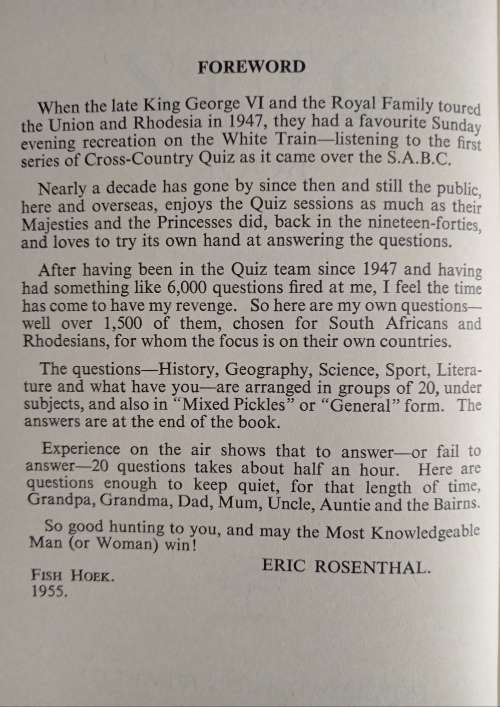 FOREWORD
When the late King George VI and the Royal Family toured
the Union and Rhodesia in 1947, they had a favourite Sunday
evening recreation on the White Train—listening to the first
series of Cross-Country Quiz as it came over the S.A.B.C.
Nearly a decade has gone by since then and still the public,
here and overseas, enjoys the Quiz sessions as much as their
Majesties and the Princesses did, back in the nineteen-forties,
and loves to try its own hand at answering the questions.
After having been in the Quiz team since 1947 and having
had something like 6,000 questions fired at me, I feel the time
has come to have my revenge. So here are my own questions—
well over 1,500 of them, chosen for South Africans and
Rhodesians, for whom the focus is on their own countries.
The questions—History, Geography, Science, Sport, Litera-
ture and what have you—are arranged in groups of 20, under
subjects, and also in “Mixed Pickles” or “General” form. The
answers are at the end of the book.
Experience on the air shows that to answer—or fail to
answer—20 questions takes about half an hour. Here are
questions enough to keep quiet, for that length of time,
Grandpa, Grandma, Dad, Mum, Uncle, Auntie and the Bairns.
So good hunting to you, and may the Most Knowledgeable
Man (or Woman) win!
ERIC ROSENTHAL.
FISH HOEK.
1955.